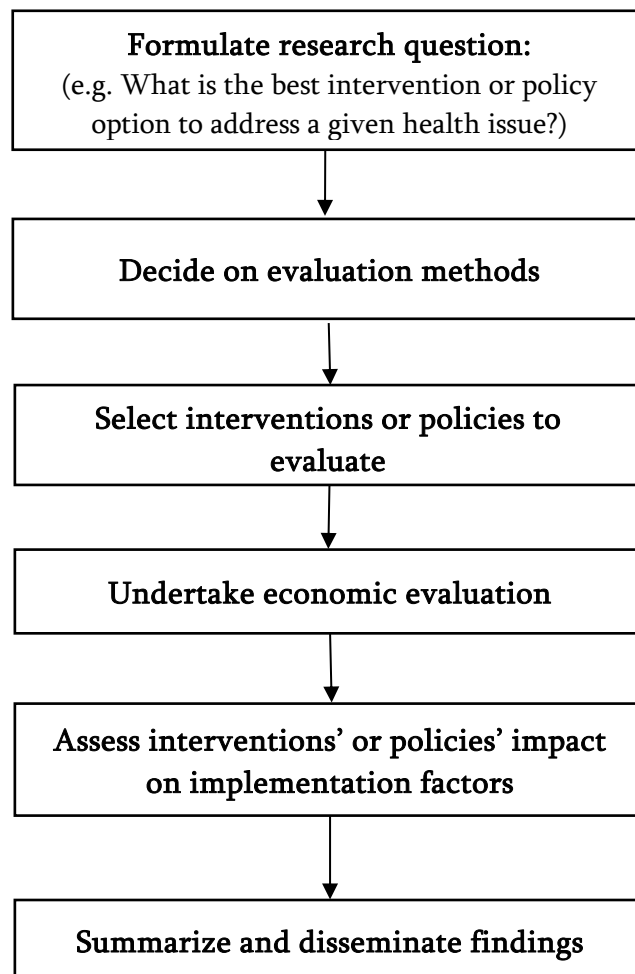 Formulate research question:
(e.g. What is the best intervention or policy
option to address a given health issue?)
Decide on evaluation methods
Select interventions or policies to
evaluate
Undertake economic evaluation
Assess interventions’ or policies’ impact
on implementation factors
Summarize and disseminate findings